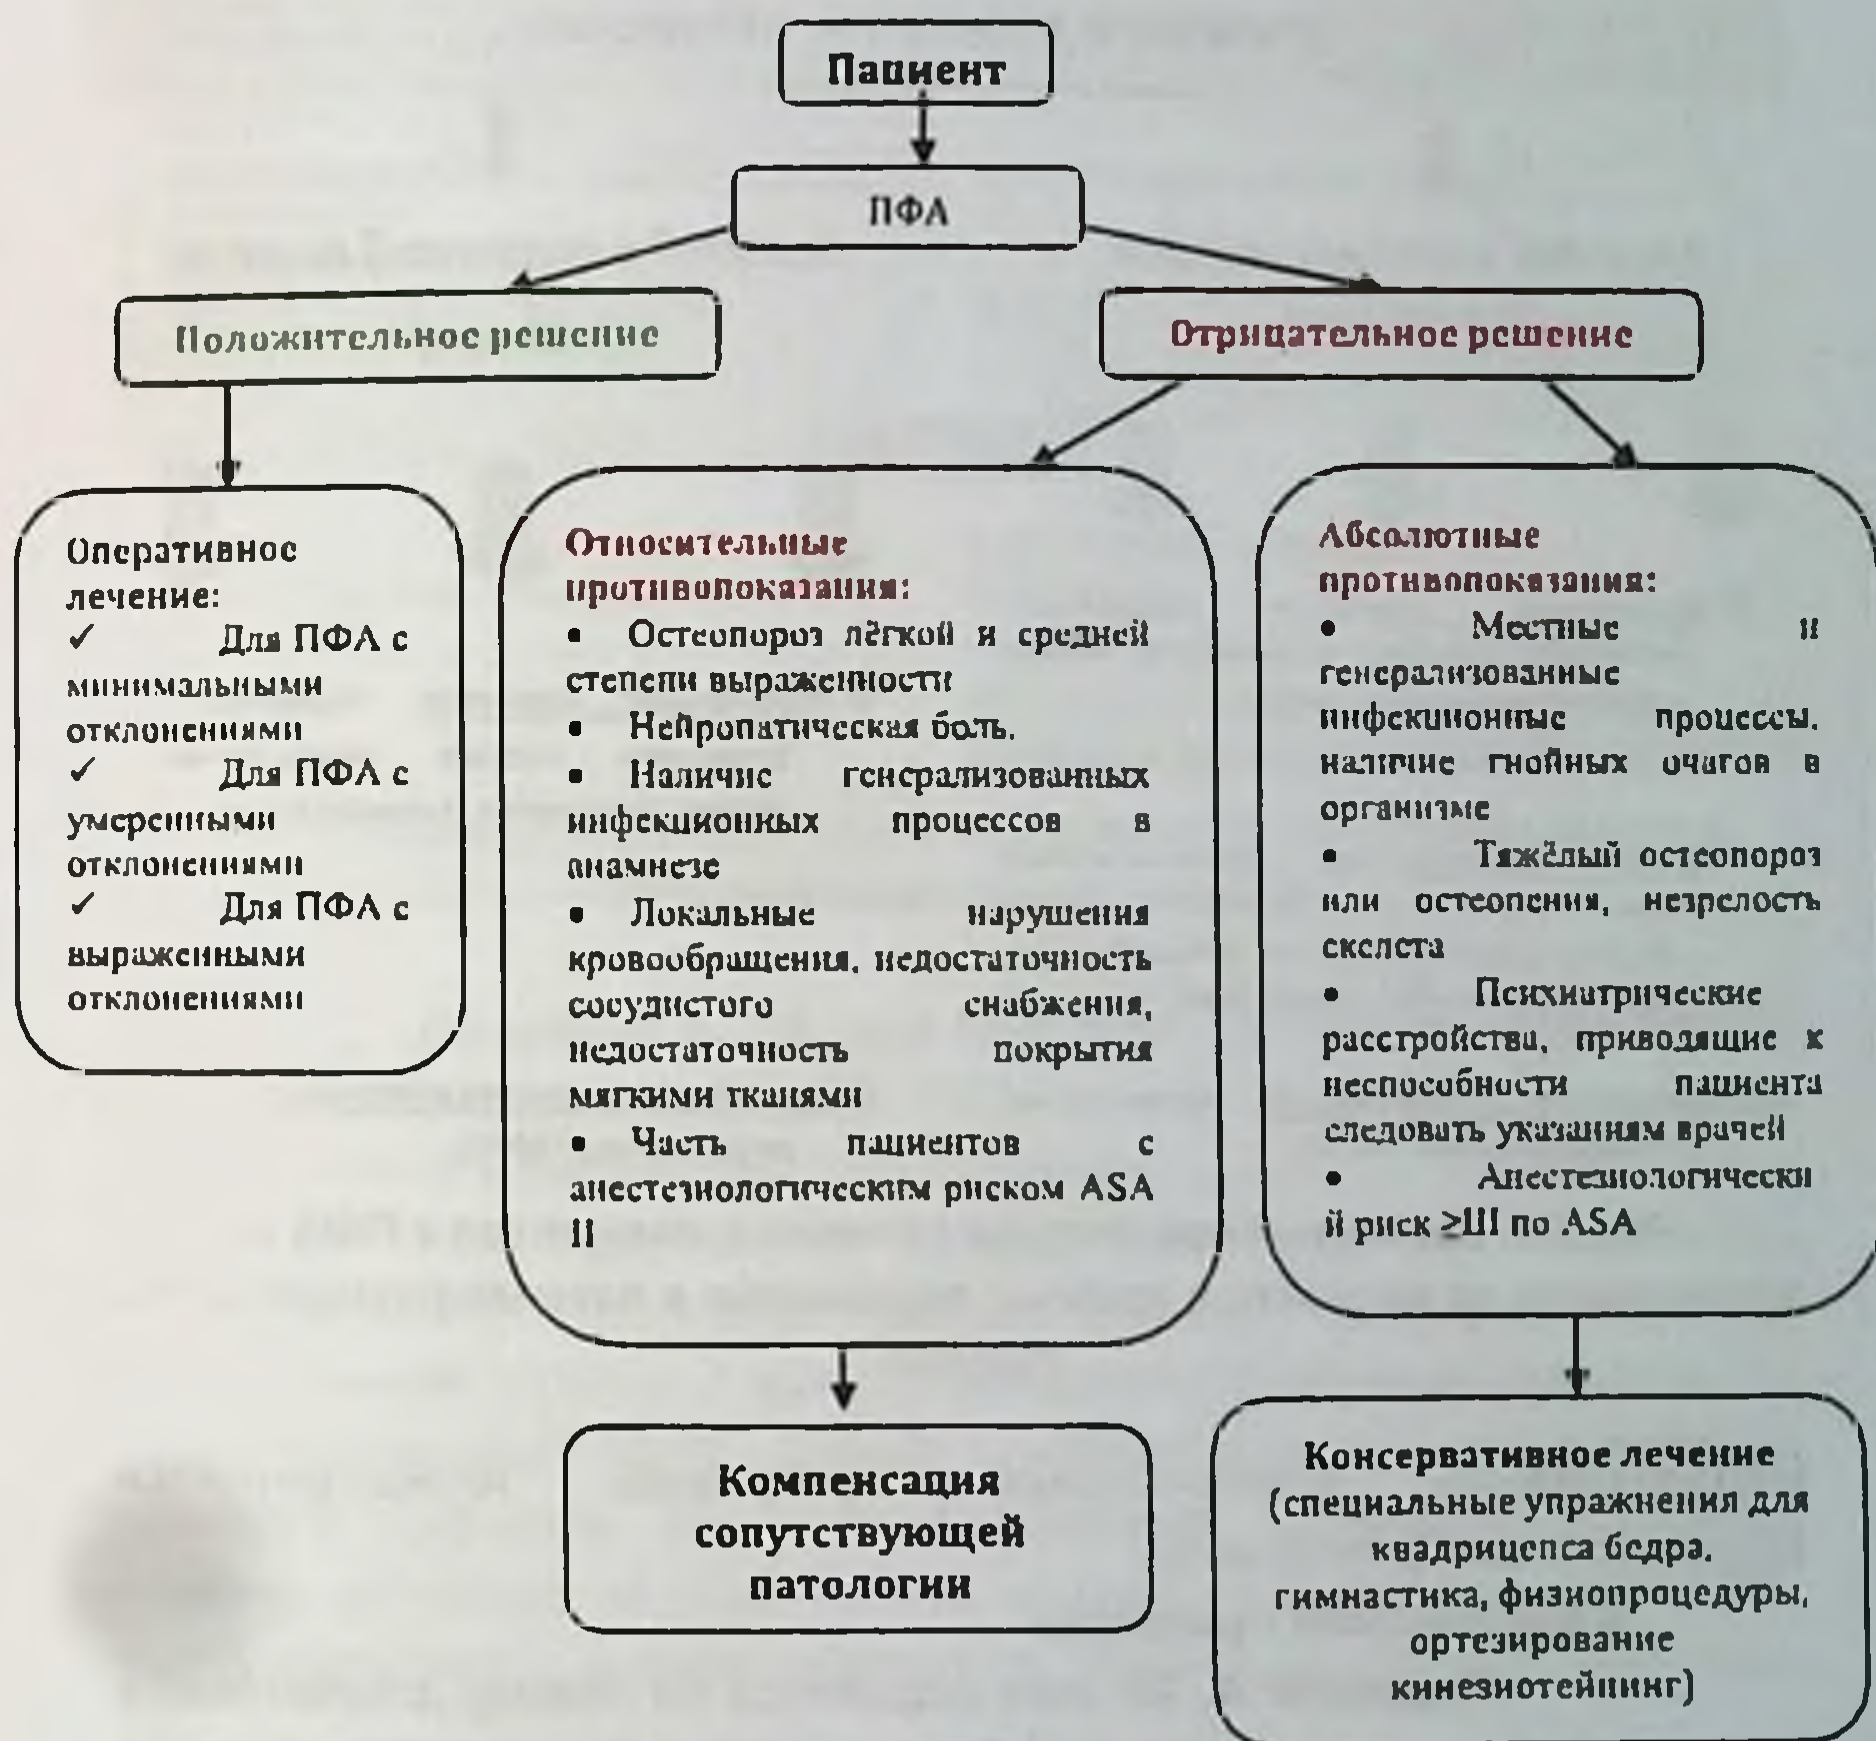 Пациент
ПФА
Положительное решение
Отрицательное решение
Оперативное
лечение:
✓ Для ПФА с
минимальными
отклонениями
✓ Для ПФА с
умеренными
отклонениями
✓ Для ПФА с
выраженными
отклонениями
Относительные
противопоказания:
• Остеопороз лёгкой и средней
степени выраженности
• Нейропатическая боль.
• Наличие генерализованных
инфекционных процессов в
анамнезе
• Локальные нарушения
кровообращения, недостаточность
сосудистого снабжения,
недостаточность покрытия
мягкими тканями
• Часть пациентов с
анестезиологическим риском ASA
II
Абсолютные
противопоказания:
• Местные и
генерализованные
инфекционные процессы,
наличие гнойных очагов в
организме
• Тяжёлый остеопороз
или остеопения, незрелость
скелета
• Психиатрические
расстройства, приводящие к
неспособности пациента
следовать указаниям врачей
• Анестезиологически
й риск ≥III по ASA
Компенсация
сопутствующей
патологии
Консервативное лечение
(специальные упражнения для
квадрицепса бедра,
гимнастика, физиопроцедуры,
ортезирование
кинезиотейпинг)